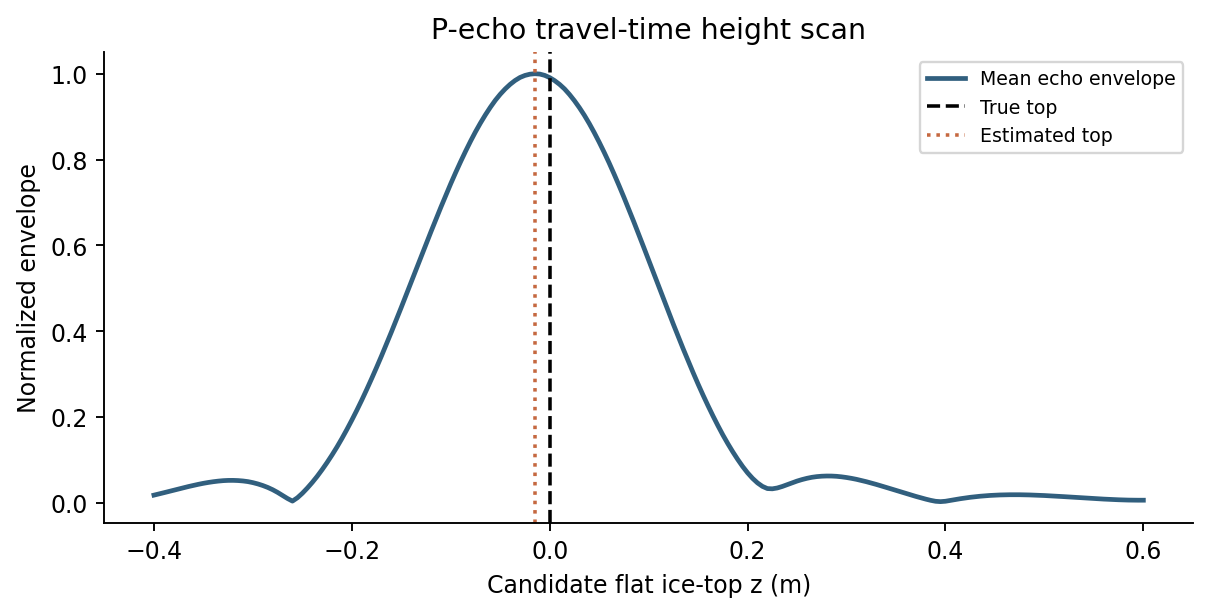 P-echo travel-time height scan
Mean echo envelope
True top
Estimated top
Normalized envelope
1.0
0.8
0.6
0.4
0.2
0.0
−0.4 −0.2 0.0 0.2 0.4 0.6
Candidate flat ice-top z (m)